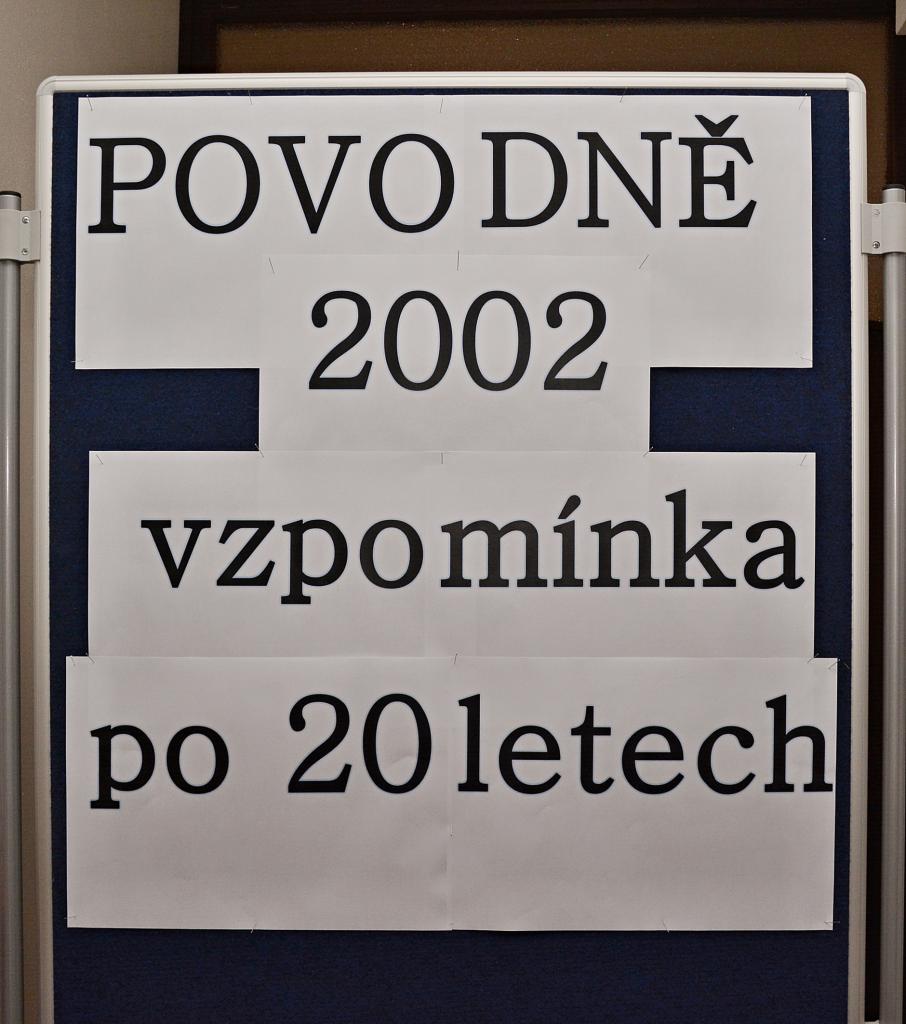 POVODNĚ
2002
vzpomínka
po 20 letech